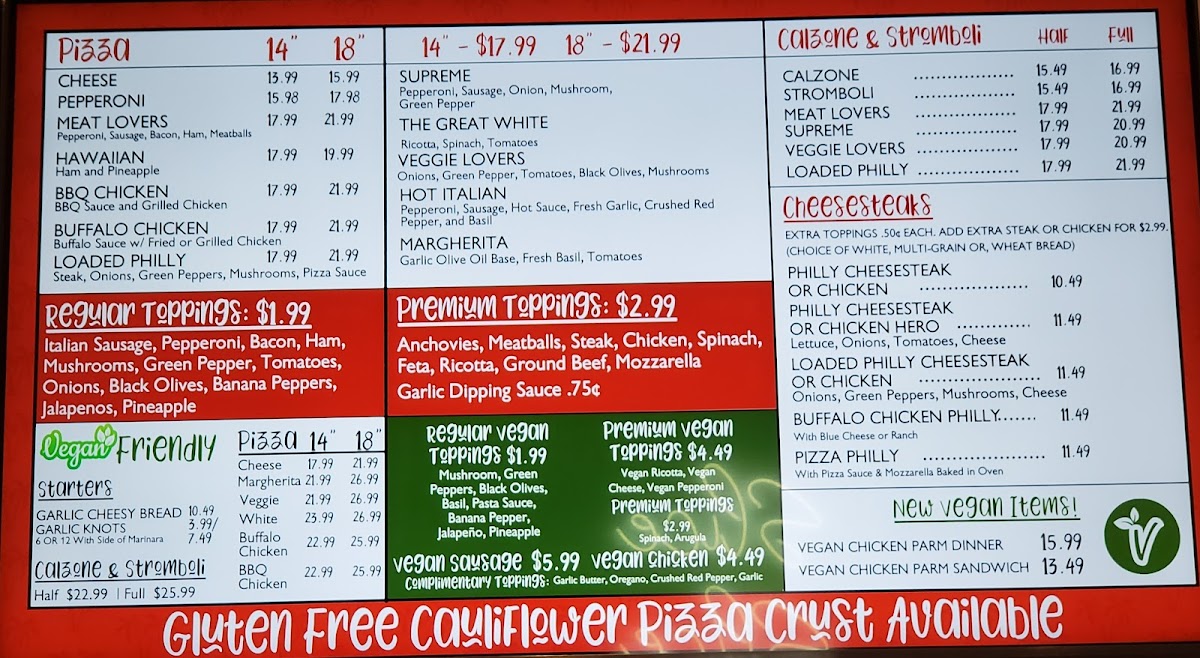 Pizza 14" 18"
CHEESE 13.99 15.99
PEPPERONI 15.98 17.98
MEAT LOVERS 17.99 21.99
Pepperoni, Sausage, Bacon, Ham, Meatballs
HAWAIIAN 17.99 19.99
Ham and Pineapple
BBQ CHICKEN 17.99 21.99
BBQ Sauce and Grilled Chicken
BUFFALO CHICKEN 17.99 21.99
Buffalo Sauce w/ Fried or Grilled Chicken
LOADED PHILLY 17.99 21.99
Steak, Onions, Green Peppers, Mushrooms, Pizza Sauce
14" - $17.99 18" - $21.99
SUPREME
Pepperoni, Sausage, Onion, Mushroom,
Green Pepper
THE GREAT WHITE
Ricotta, Spinach, Tomatoes
VEGGIE LOVERS
Onions, Green Pepper, Tomatoes, Black Olives, Mushrooms
HOT ITALIAN
Pepperoni, Sausage, Hot Sauce, Fresh Garlic, Crushed Red
Pepper, and Basil
MARGHERITA
Garlic Olive Oil Base, Fresh Basil, Tomatoes
Calzone & Stromboli Half Full
CALZONE .................... 15.49 16.99
STROMBOLI .................... 15.49 16.99
MEAT LOVERS .................... 17.99 21.99
SUPREME .................... 17.99 20.99
VEGGIE LOVERS .................... 17.99 20.99
LOADED PHILLY .................... 17.99 21.99
Cheesesteaks
EXTRA TOPPINGS .50¢ EACH. ADD EXTRA STEAK OR CHICKEN FOR $2.99.
(CHOICE OF WHITE, MULTI-GRAIN OR, WHEAT BREAD)
PHILLY CHEESESTEAK
OR CHICKEN ..................... 10.49
PHILLY CHEESESTEAK
OR CHICKEN HERO .............. 11.49
Lettuce, Onions, Tomatoes, Cheese
LOADED PHILLY CHEESESTEAK
OR CHICKEN ........................ 11.49
Onions, Green Peppers, Mushrooms, Cheese
BUFFALO CHICKEN PHILLY....... 11.49
With Blue Cheese or Ranch
PIZZA PHILLY ........................ 11.49
With Pizza Sauce & Mozzarella Baked in Oven
Regular Toppings: $1.99
Italian Sausage, Pepperoni, Bacon, Ham,
Mushrooms, Green Pepper, Tomatoes,
Onions, Black Olives, Banana Peppers,
Jalapenos, Pineapple
Premium Toppings: $2.99
Anchovies, Meatballs, Steak, Chicken, Spinach,
Feta, Ricotta, Ground Beef, Mozzarella
Garlic Dipping Sauce .75¢
Vegan Friendly
Starters
GARLIC CHEESY BREAD 10.49
GARLIC KNOTS 3.99/
6 OR 12 With Side of Marinara 7.49
Calzone & Stromboli
Half $22.99 | Full $25.99
Pizza 14" 18"
Cheese 17.99 21.99
Margherita 21.99 26.99
Veggie 21.99 26.99
White 23.99 26.99
Buffalo
Chicken 22.99 25.99
BBQ
Chicken 22.99 25.99
Regular Vegan
Toppings $1.99
Mushroom, Green
Peppers, Black Olives,
Basil, Pasta Sauce,
Banana Pepper,
Jalapeño, Pineapple
Premium Vegan
Toppings $4.49
Vegan Ricotta, Vegan
Cheese, Vegan Pepperoni
Premium Toppings
$2.99
Spinach, Arugula
Vegan Sausage $5.99 Vegan Chicken $4.49
Complimentary Toppings: Garlic Butter, Oregano, Crushed Red Pepper, Garlic
New Vegan Items!
VEGAN CHICKEN PARM DINNER 15.99
VEGAN CHICKEN PARM SANDWICH 13.49
V
Gluten Free Cauliflower Pizza Crust Available